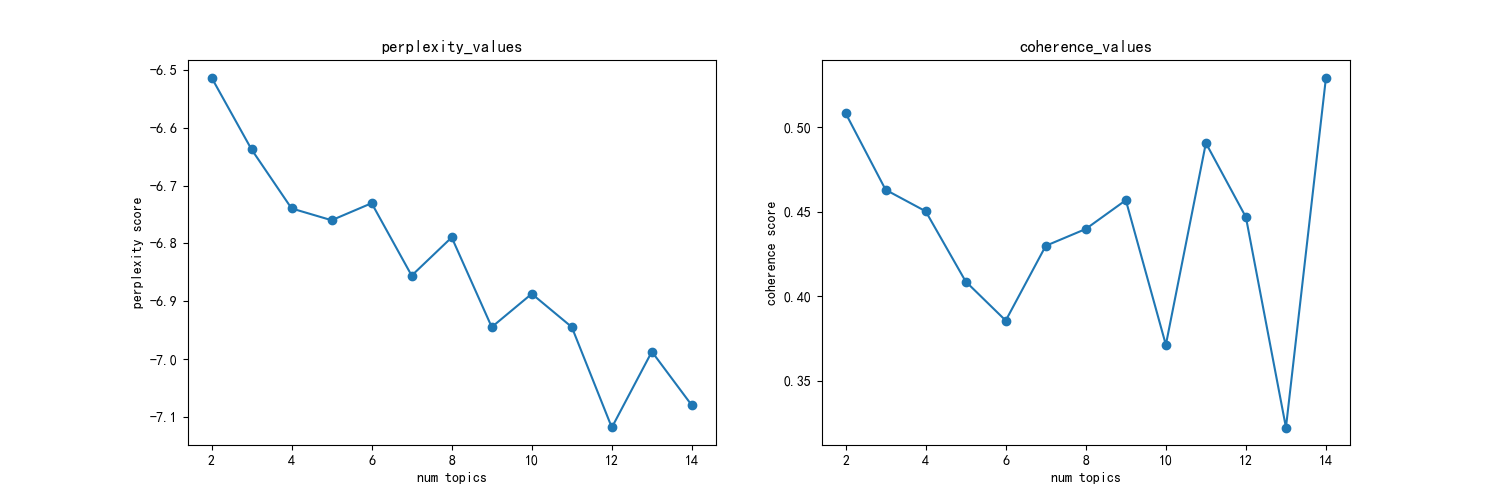 perplexity_values
−6.5
−6.6
−6.7
−6.8
−6.9
−7.0
−7.1
perplexity score
2 4 6 8 10 12 14
num topics
coherence_values
0.50
0.45
0.40
0.35
coherence score
2 4 6 8 10 12 14
num topics